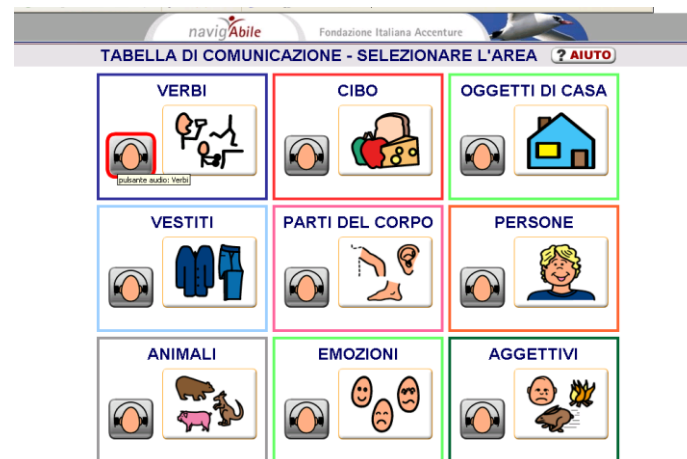 navigAbile
Fondazione Italiana Accenture
TABELLA DI COMUNICAZIONE - SELEZIONARE L'AREA ? AIUTO
VERBI CIBO OGGETTI DI CASA
pulsante audio: Verbi
VESTITI PARTI DEL CORPO PERSONE
ANIMALI EMOZIONI AGGETTIVI